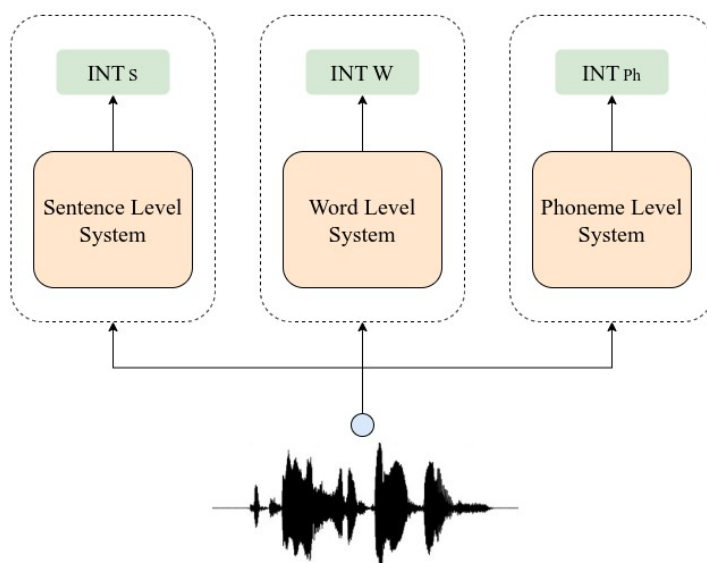 INT S
INT W
INT Ph
Sentence Level
System
Word Level
System
Phoneme Level
System